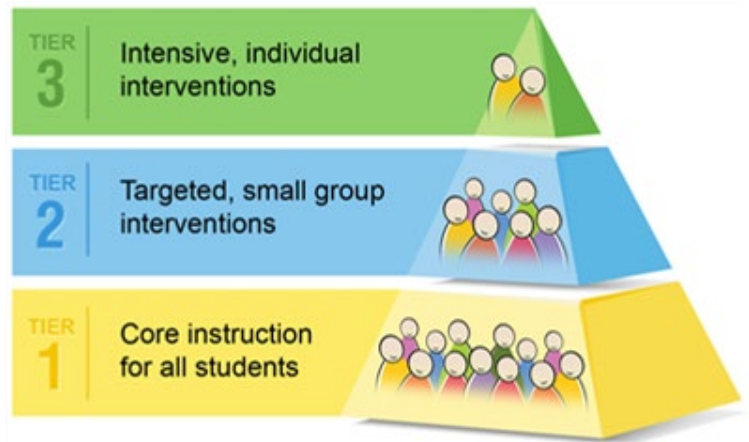 TIER
3
Intensive, individual
interventions
TIER
2
Targeted, small group
interventions
TIER
1
Core instruction
for all students